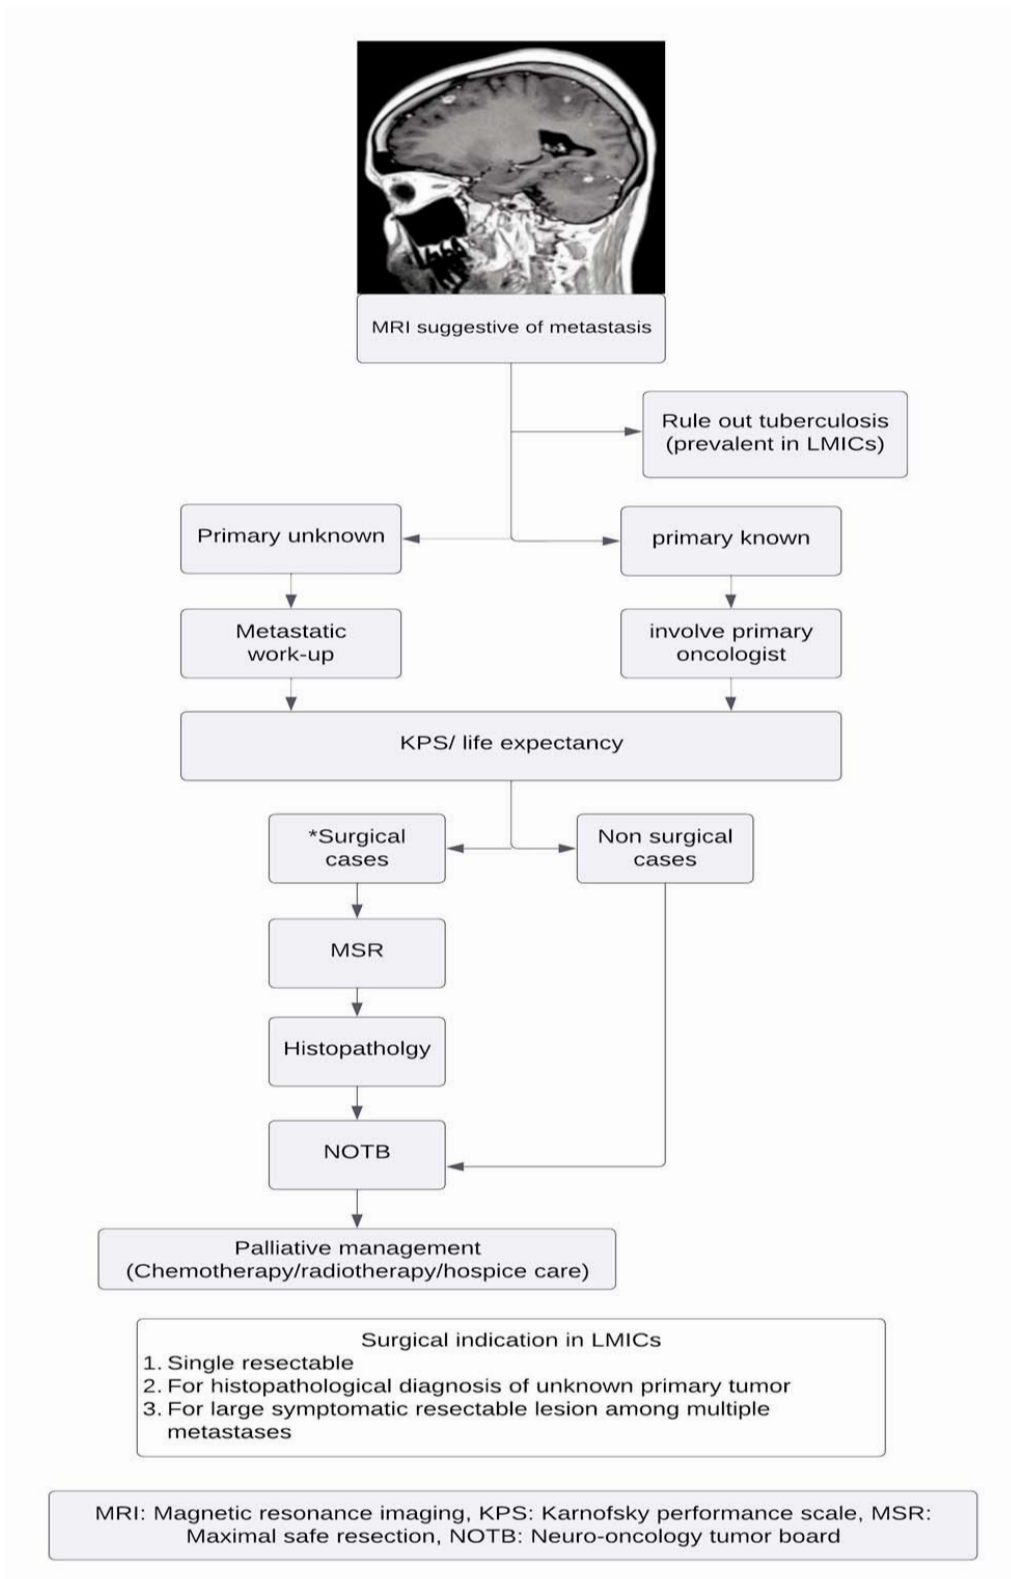 MRI suggestive of metastasis
Rule out tuberculosis
(prevalent in LMICs)
Primary unknown
primary known
Metastatic
work-up
involve primary
oncologist
KPS/ life expectancy
*Surgical
cases
Non surgical
cases
MSR
Histopatholgy
NOTB
Palliative management
(Chemotherapy/radiotherapy/hospice care)
Surgical indication in LMICs
1. Single resectable
2. For histopathological diagnosis of unknown primary tumor
3. For large symptomatic resectable lesion among multiple
metastases
MRI: Magnetic resonance imaging, KPS: Karnofsky performance scale, MSR:
Maximal safe resection, NOTB: Neuro-oncology tumor board